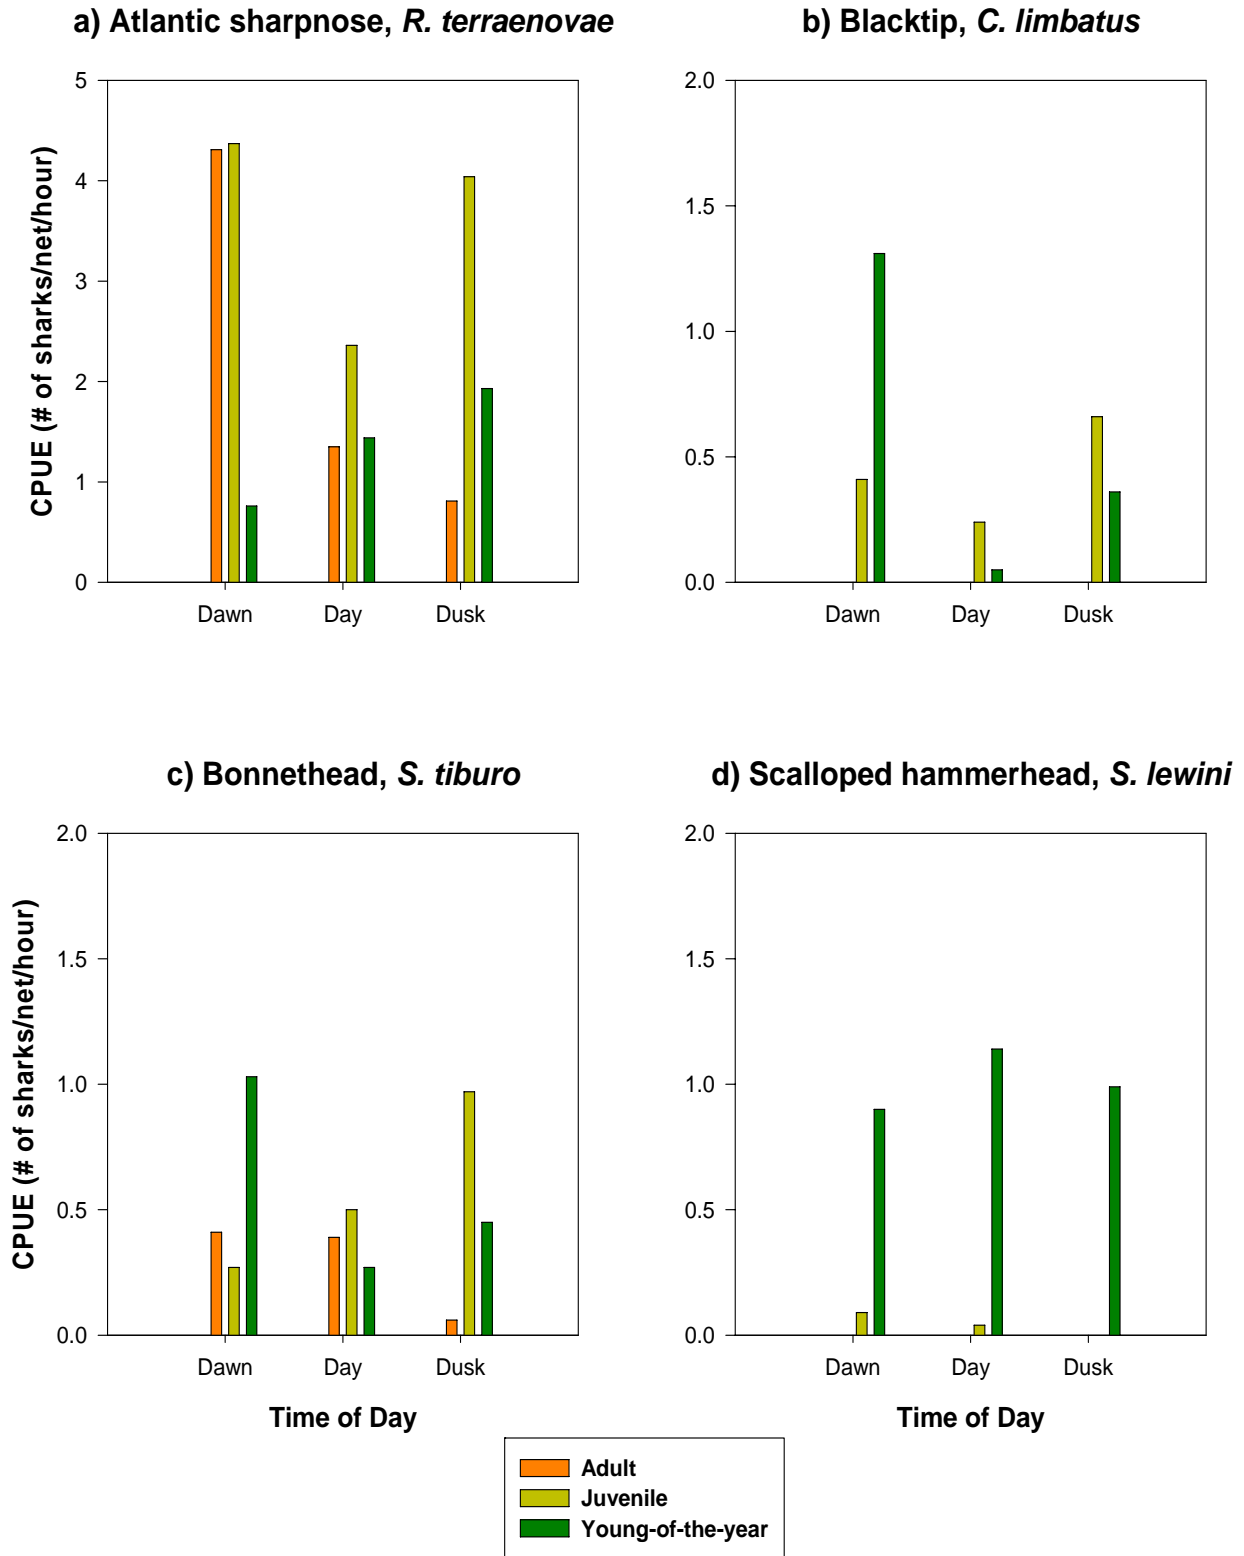 a) Atlantic sharpnose, R. terraenovae
CPUE (# of sharks/net/hour)
5
4
3
2
1
0
Dawn Day Dusk
b) Blacktip, C. limbatus
2.0
1.5
1.0
0.5
0.0
Dawn Day Dusk
c) Bonnethead, S. tiburo
CPUE (# of sharks/net/hour)
2.0
1.5
1.0
0.5
0.0
Dawn Day Dusk
Time of Day
d) Scalloped hammerhead, S. lewini
2.0
1.5
1.0
0.5
0.0
Dawn Day Dusk
Time of Day
Adult
Juvenile
Young-of-the-year